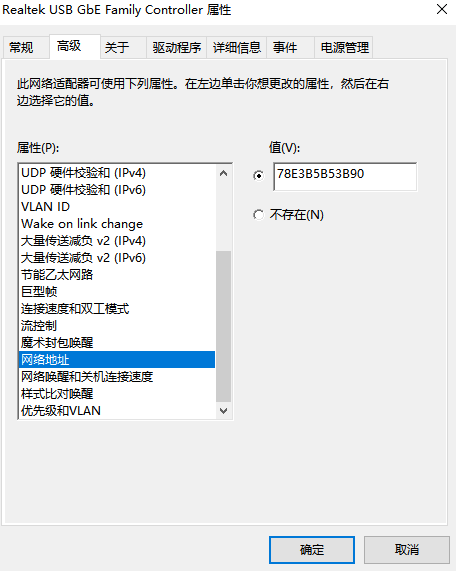 Realtek USB GbE Family Controller 属性
常规 高级 关于 驱动程序 详细信息 事件 电源管理
此网络适配器可使用下列属性。在左边单击你想更改的属性，然后在右
边选择它的值。
属性(P):
值(V):
UDP 硬件校验和 (IPv4)
UDP 硬件校验和 (IPv6)
VLAN ID
Wake on link change
大量传送减负 v2 (IPv4)
大量传送减负 v2 (IPv6)
节能乙太网路
巨型帧
连接速度和双工模式
流控制
魔术封包唤醒
网络地址
网络唤醒和关机连接速度
样式比对唤醒
优先级和VLAN
78E3B5B53B90
不存在(N)
确定
取消